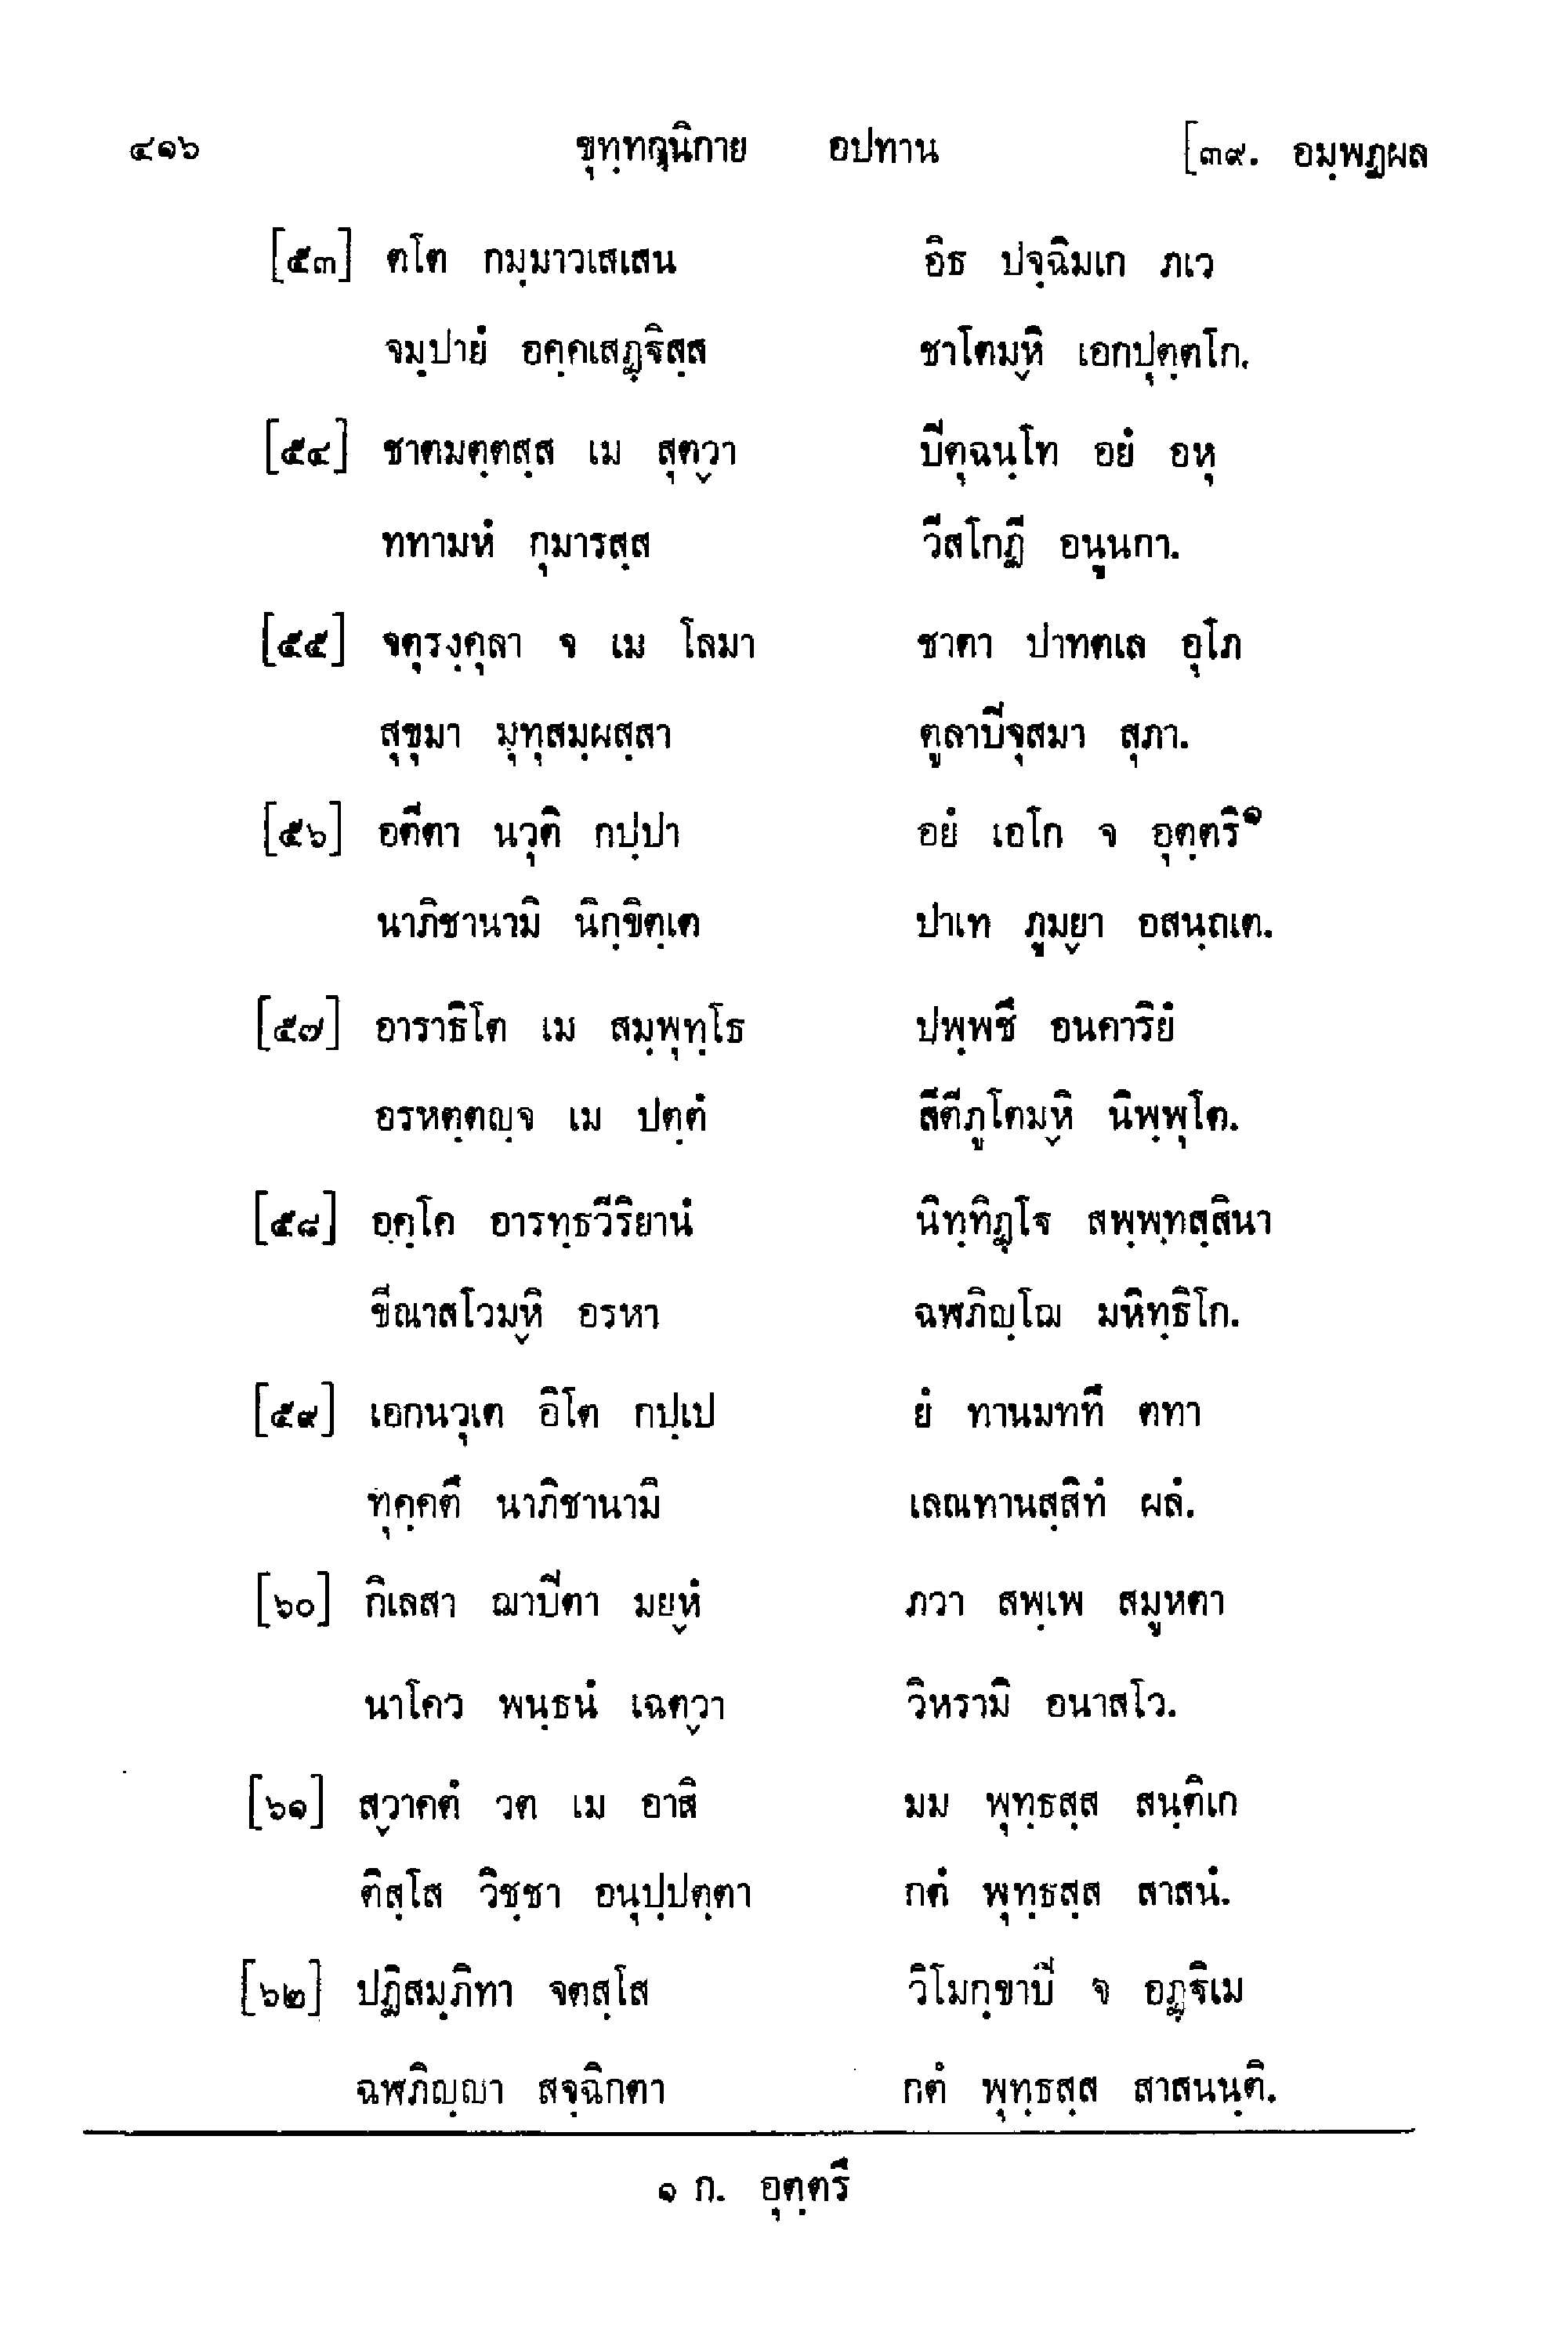 ๔๑๖ ขุทฺทกนิกาย อปทาน [๓๙. อมฺพฏผล
[๕๓] ตโต กมฺมาวเสเสน อิธ ปจฺฉิมเก ภเว
จมฺปายํ อคฺคเสฏฺฐิสฺส ชาโตมฺหิ เอกปุตฺตโก.
[๕๔] ชาตมตฺตสฺส เม สุตฺวา ปิตุฉนฺโท อยํ อหุ
ททามหํ กุมารสฺส วีสโกฏี อนูนกา.
[๕๕] จตุรงฺคุลา จ เม โลมา ชาตา ปาทตเล อุโภ
สุขุมา มุทุสมฺผสฺสา ตูลาปิจุสมา สุภา.
[๕๖] อตีตา นวุติ กปฺปา อยํ เอโก จ อุตฺตริ๑
นาภิชานามิ นิกฺขิตฺเต ปาเท ภูมฺยา อสนฺถเต.
[๕๗] อาราธิโต เม สมฺพุทฺโธ ปพฺพชึ อนคาริยํ
อรหตฺตญฺจ เม ปตฺตํ สีตีภูโตมฺหิ นิพฺพุโต.
[๕๘] อคฺโค อารทฺธวีริยานํ นิทฺทิฏฺโฐ สพฺพทสฺสินา
ขีณาสโวมฺหิ อรหา ฉฬภิญฺโญ มหิทฺธิโก.
[๕๙] เอกนวุเต อิโต กปฺเป ยํ ทานมททึ ตทา
ทุคฺคตึ นาภิชานามิ เลณทานสฺสิทํ ผลํ.
[๖๐] กิเลสา ฌาปิตา มยฺหํ ภวา สพฺเพ สมูหตา
นาโคว พนฺธนํ เฉตฺวา วิหรามิ อนาสโว.
[๖๑] สฺวาคตํ วต เม อาสิ มม พุทฺธสฺส สนฺติเก
ติสฺโส วิชฺชา อนุปฺปตฺตา กตํ พุทฺธสฺส สาสนํ.
[๖๒] ปฏิสมฺภิทา จตสฺโส วิโมกฺขาปิ จ อฏฺฐิเม
ฉฬภิญฺญา สจฺฉิกตา กตํ พุทฺธสฺส สาสนนฺติ.
๑ ก. อุตฺตรึ